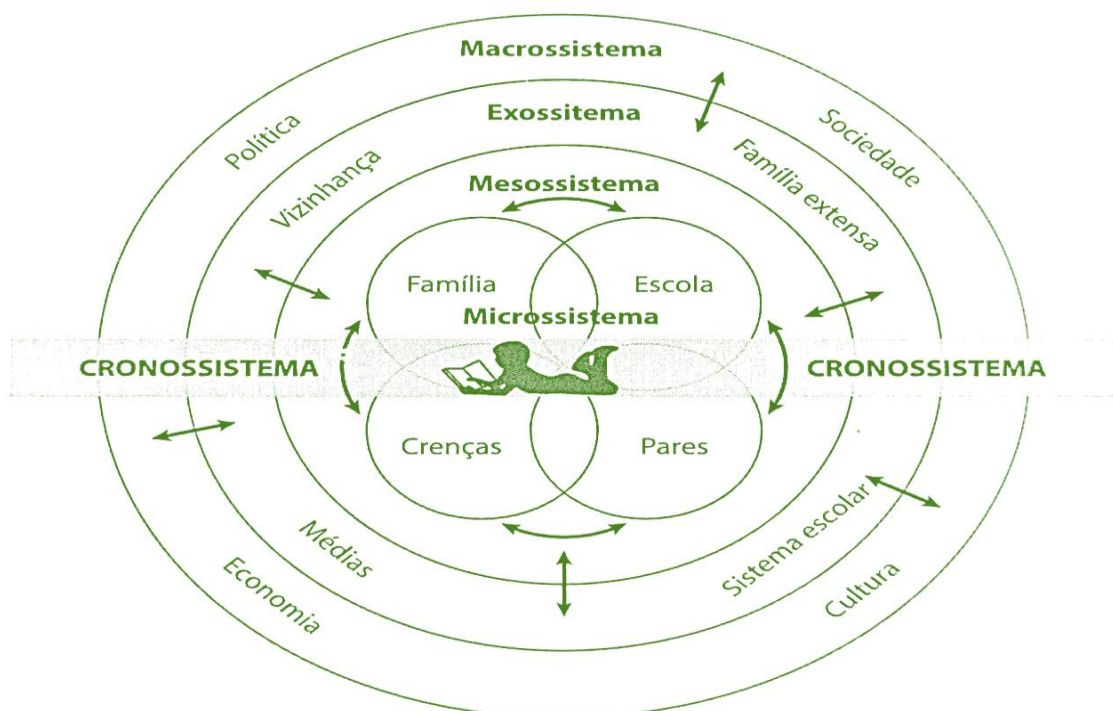 Macrossistema
Exossitema
Mesossistema
Política
Sociedade
Vizinhança
Família extensa
Família
Escola
Microssistema
CRONOSSISTEMA
CRONOSSISTEMA
Crenças
Pares
Médias
Sistema escolar
Economia
Cultura